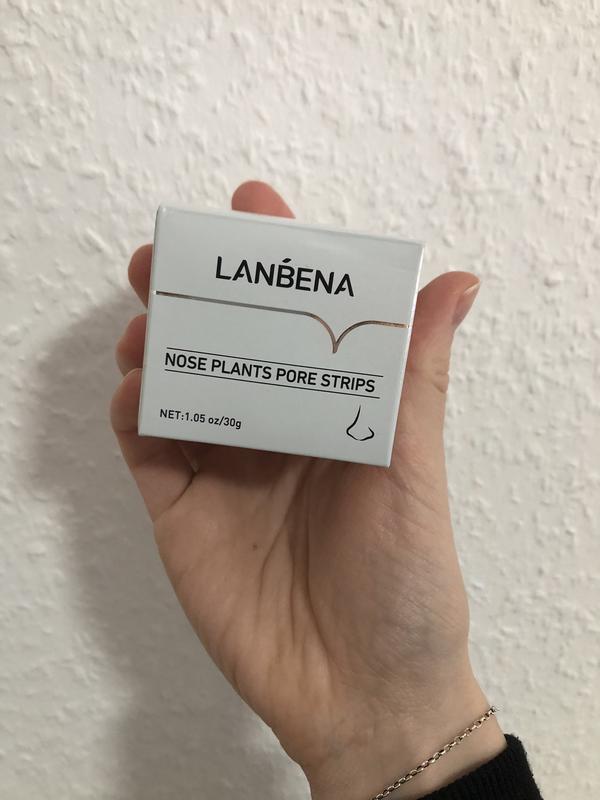 LANBENA
NOSE PLANTS PORE STRIPS
NET:1.05 oz/30g